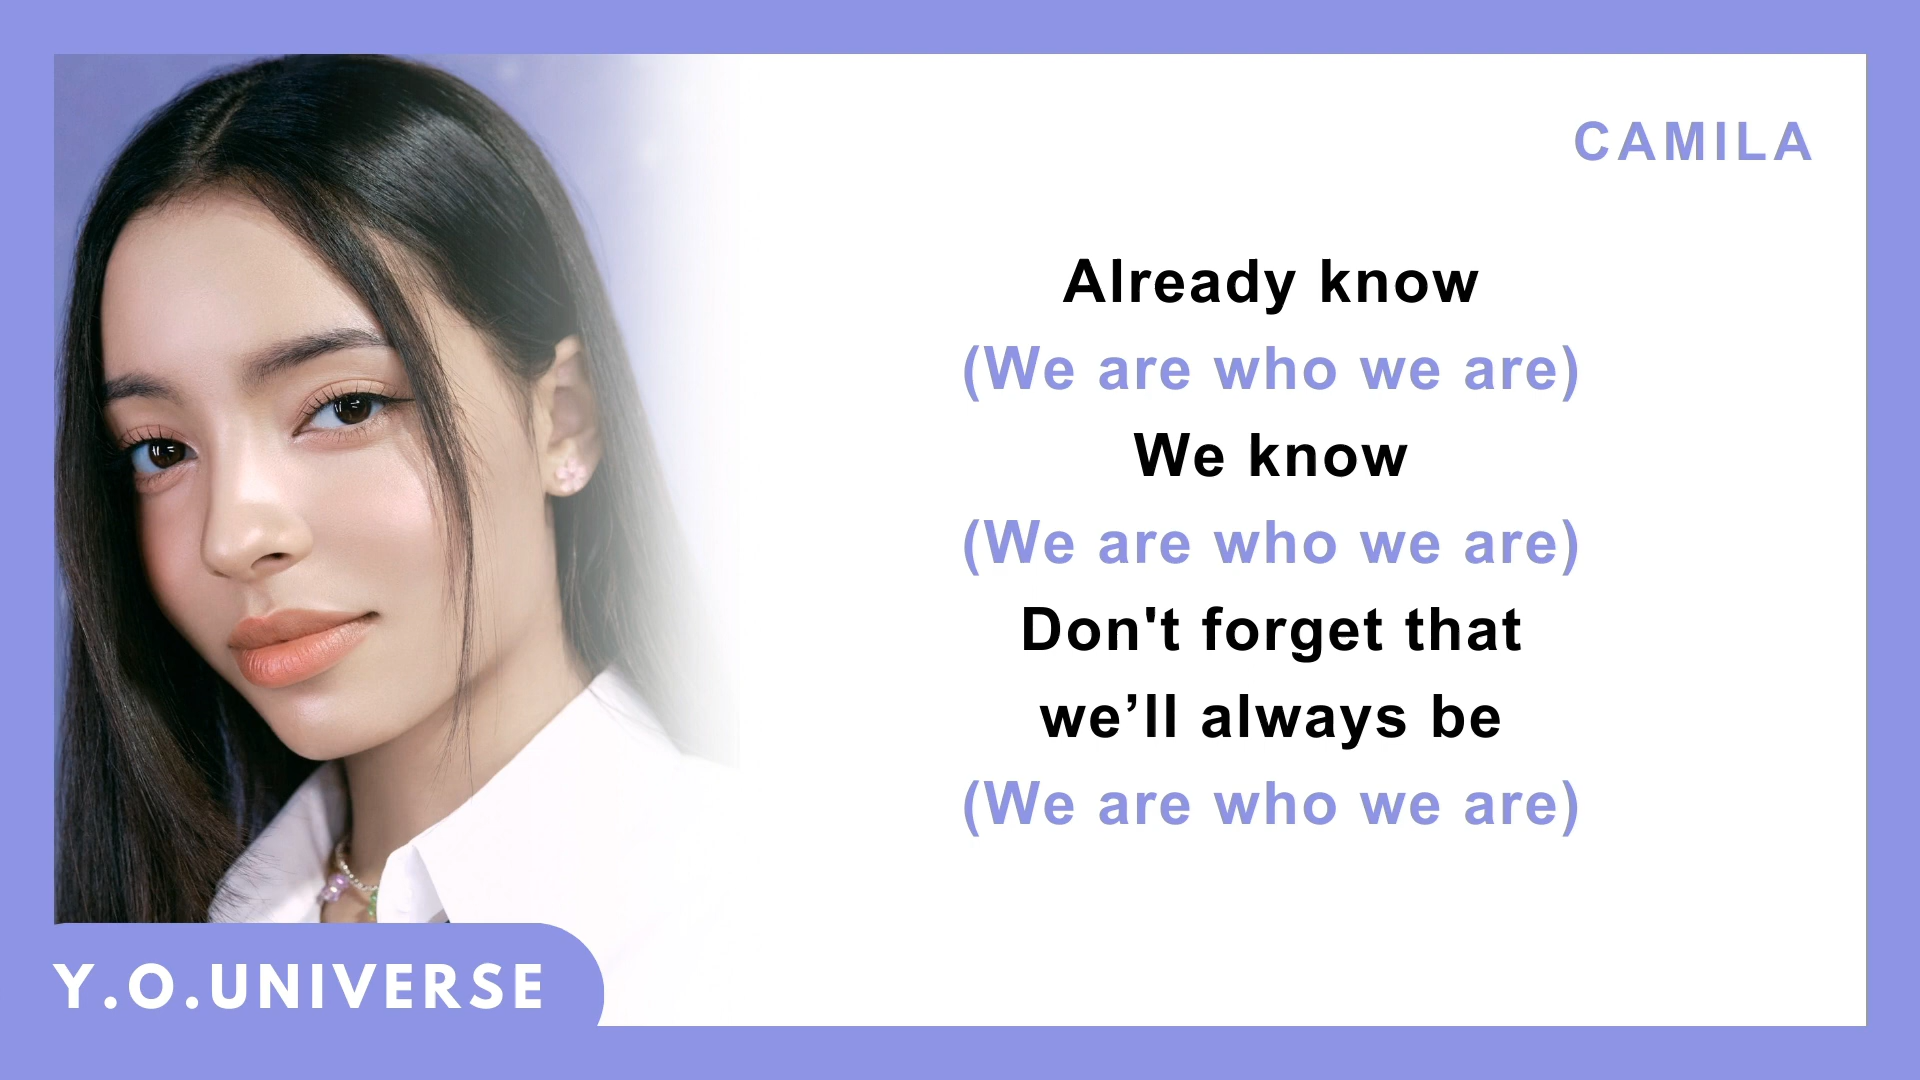 CAMILA
Already know
(We are who we are)
We know
(We are who we are)
Don't forget that
we’ll always be
(We are who we are)
Y.O.UNIVERSE